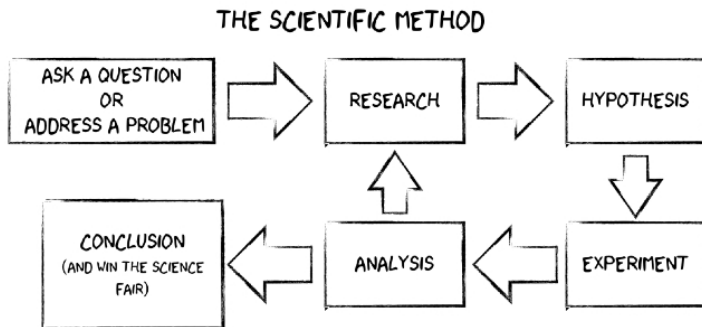 THE SCIENTIFIC METHOD
ASK A QUESTION
OR
ADDRESS A PROBLEM
RESEARCH
HYPOTHESIS
EXPERIMENT
ANALYSIS
CONCLUSION
(AND WIN THE SCIENCE
FAIR)